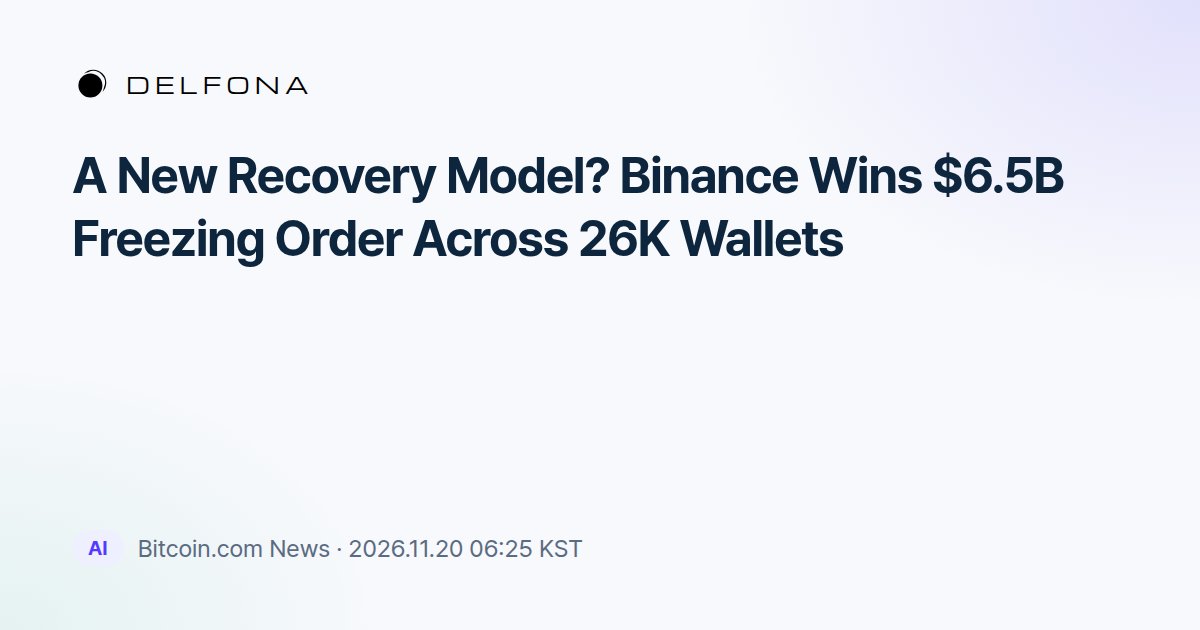 DELFONA
A New Recovery Model? Binance Wins $6.5B
Freezing Order Across 26K Wallets
AI Bitcoin.com News · 2026.11.20 06:25 KST